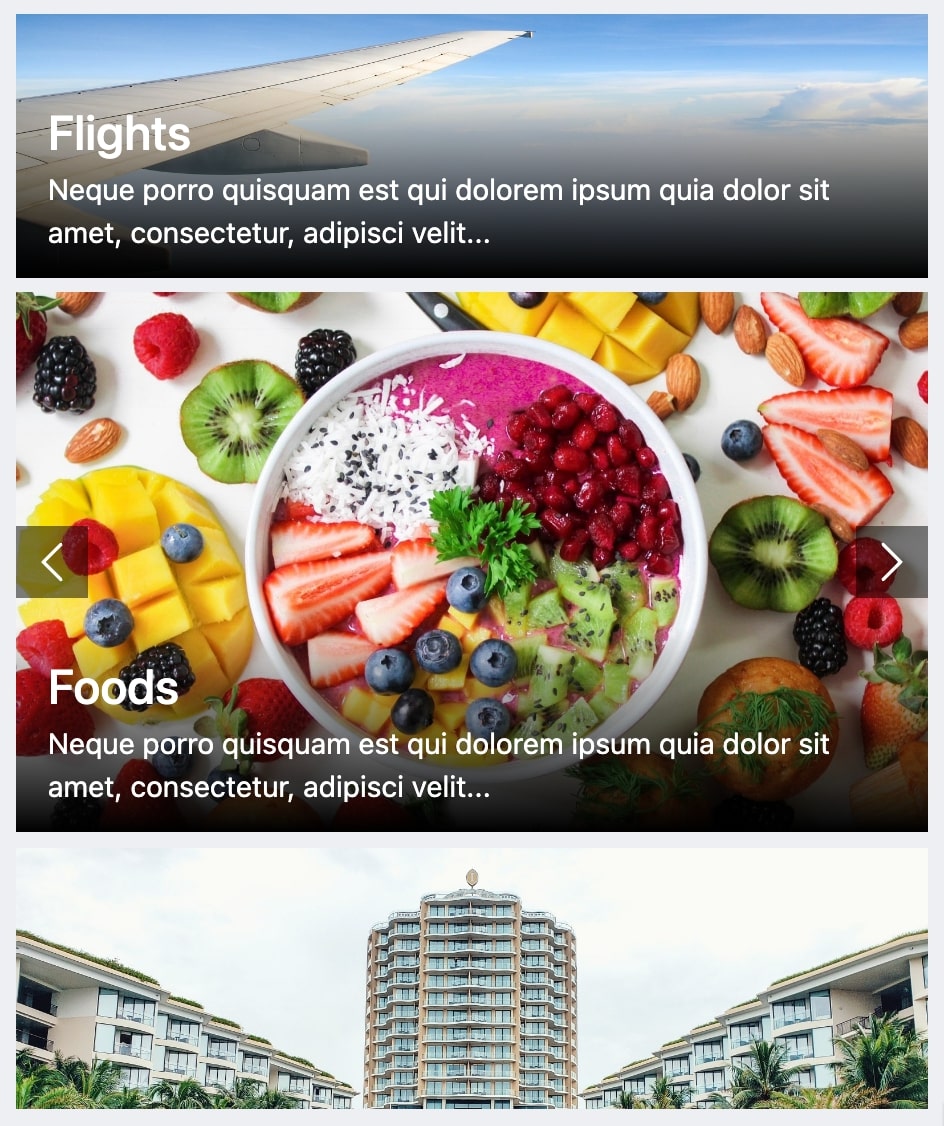 Flights
Neque porro quisquam est qui dolorem ipsum quia dolor sit
amet, consectetur, adipisci velit...
Foods
Neque porro quisquam est qui dolorem ipsum quia dolor sit
amet, consectetur, adipisci velit...